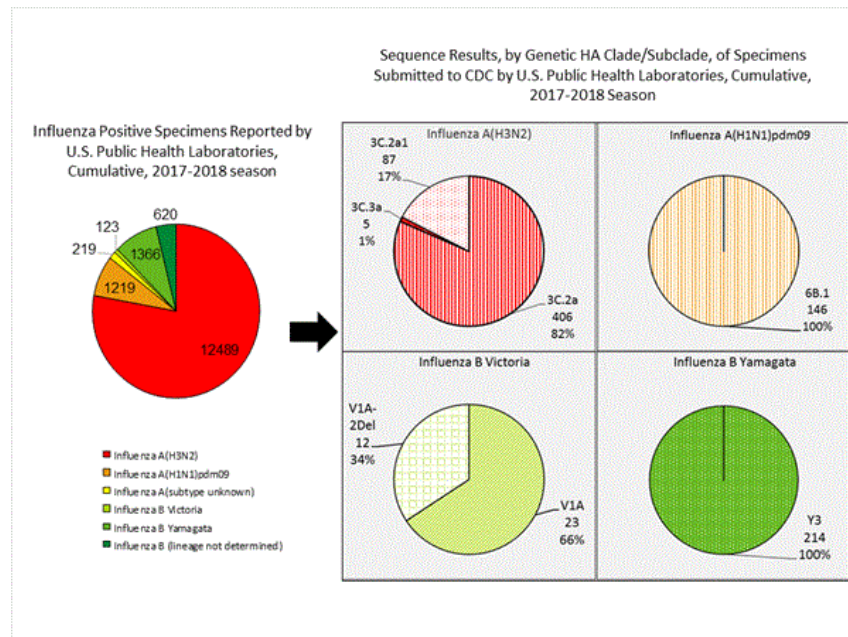 Sequence Results, by Genetic HA Clade/Subclade, of Specimens
Submitted to CDC by U.S. Public Health Laboratories, Cumulative,
2017-2018 Season
Influenza Positive Specimens Reported by
U.S. Public Health Laboratories,
Cumulative, 2017-2018 season
620
123
219
1366
1219
12489
Influenza A(H3N2)
Influenza A(H1N1)pdm09
Influenza A(subtype unknown)
Influenza B Victoria
Influenza B Yamagata
Influenza B (lineage not determined)
Influenza A(H3N2)
3C.2a1
87
17%
3C.3a
5
1%
3C.2a
406
82%
Influenza A(H1N1)pdm09
6B.1
146
100%
Influenza B Victoria
V1A-
2Del
12
34%
V1A
23
66%
Influenza B Yamagata
Y3
214
100%